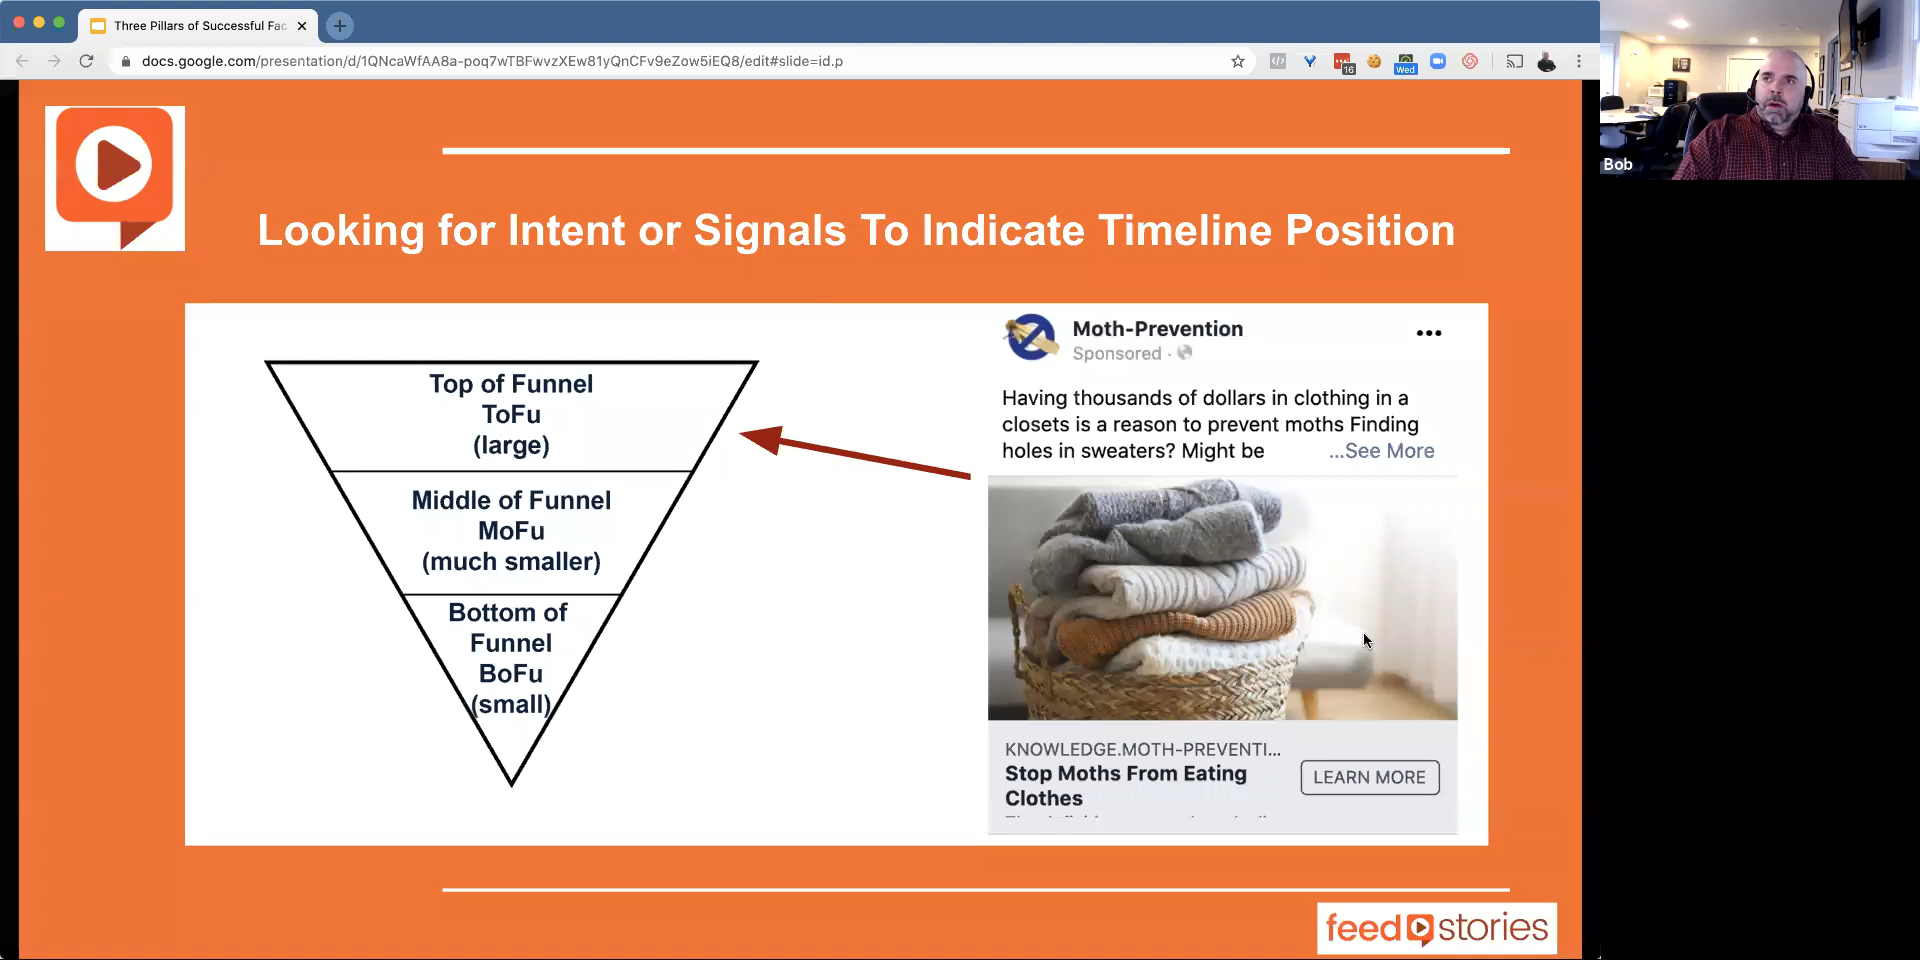 Three Pillars of Successful Fac
docs.google.com/presentation/d/1QNcaWfAA8a-poq7wTBFwvzXEw81yQnCFv9eZow5iEQ8/edit#slide=id.p
16
Wed
Bob
Looking for Intent or Signals To Indicate Timeline Position
Top of Funnel
ToFu
(large)
Middle of Funnel
MoFu
(much smaller)
Bottom of
Funnel
BoFu
(small)
Moth-Prevention
Sponsored ·
Having thousands of dollars in clothing in a
closets is a reason to prevent moths Finding
holes in sweaters? Might be ...See More
KNOWLEDGE.MOTH-PREVENTI...
Stop Moths From Eating
Clothes
LEARN MORE
feed stories